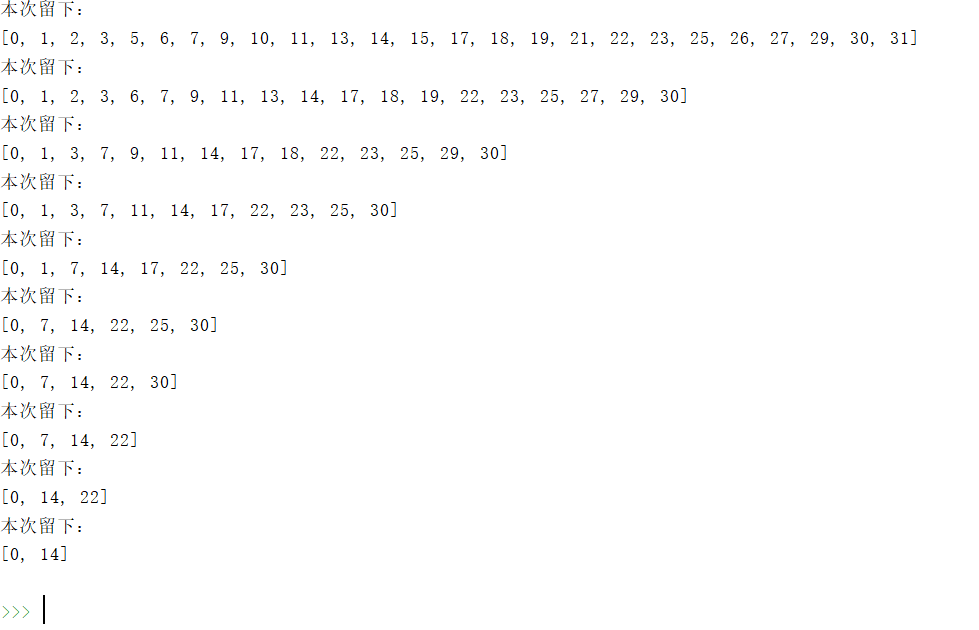 本次留下：
[0, 1, 2, 3, 5, 6, 7, 9, 10, 11, 13, 14, 15, 17, 18, 19, 21, 22, 23, 25, 26, 27, 29, 30, 31]
本次留下：
[0, 1, 2, 3, 6, 7, 9, 11, 13, 14, 17, 18, 19, 22, 23, 25, 27, 29, 30]
本次留下：
[0, 1, 3, 7, 9, 11, 14, 17, 18, 22, 23, 25, 29, 30]
本次留下：
[0, 1, 3, 7, 11, 14, 17, 22, 23, 25, 30]
本次留下：
[0, 1, 7, 14, 17, 22, 25, 30]
本次留下：
[0, 7, 14, 22, 25, 30]
本次留下：
[0, 7, 14, 22, 30]
本次留下：
[0, 7, 14, 22]
本次留下：
[0, 14, 22]
本次留下：
[0, 14]
>>>